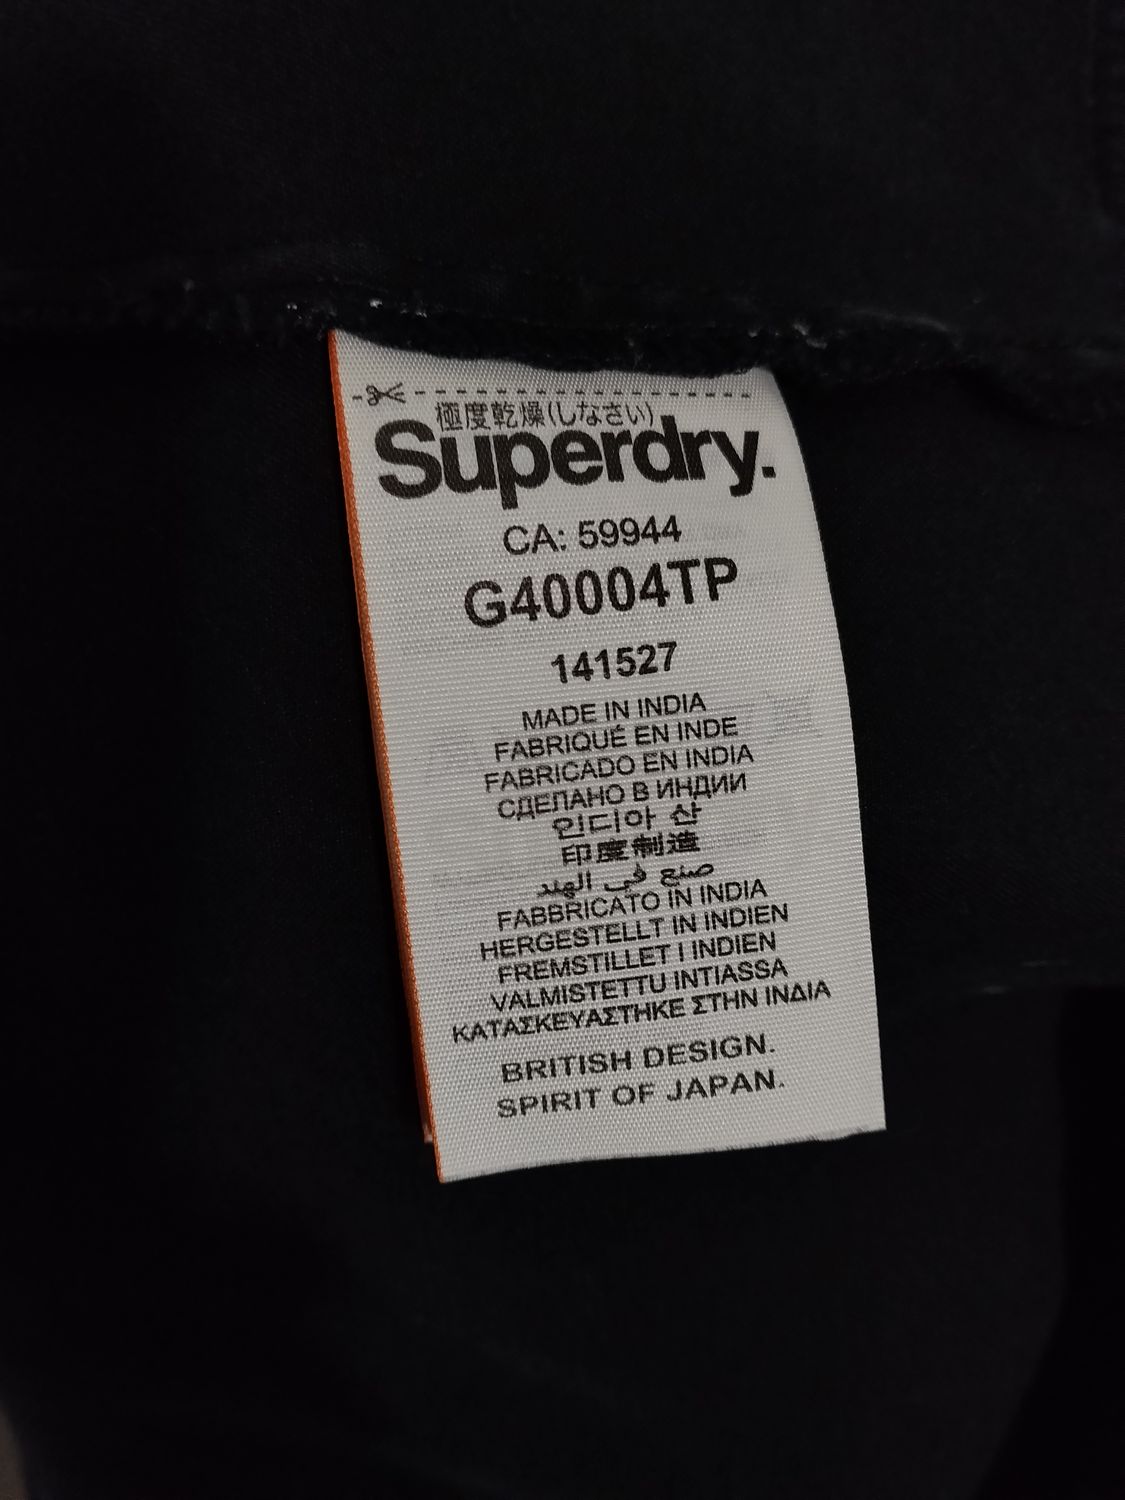 極度乾燥(しなさい)
Superdry.
CA: 59944
G40004TP
141527
MADE IN INDIA
FABRIQUÉ EN INDE
FABRICADO EN INDIA
СДЕЛАНО В ИНДИИ
인디아 산
印度制造
صنع في الهند
FABBRICATO IN INDIA
HERGESTELLT IN INDIEN
FREMSTILLET I INDIEN
VALMISTETTU INTIASSA
ΚΑΤΑΣΚΕΥΑΣΤΗΚΕ ΣΤΗΝ ΙΝΔΙΑ
BRITISH DESIGN.
SPIRIT OF JAPAN.